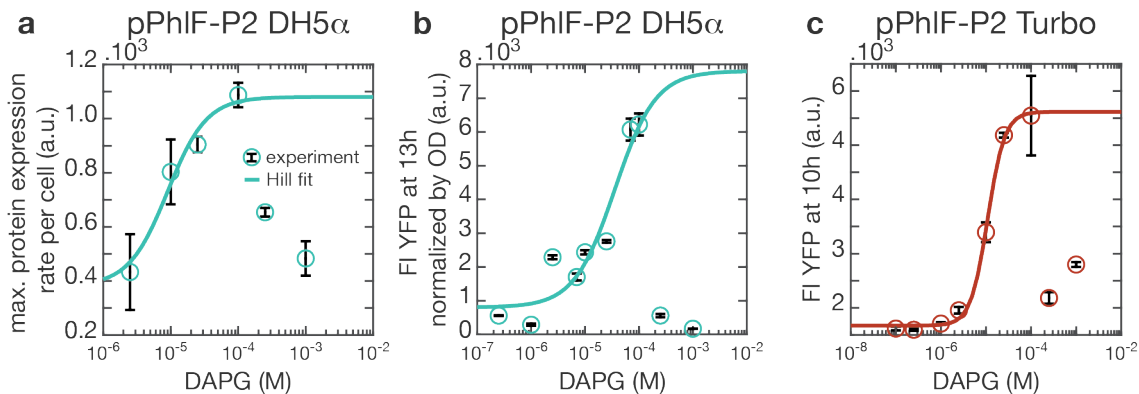 a pPhlF-P2 DH5α
.10³
max. protein expression
rate per cell (a.u.)
1.2
1.0
0.8
0.6
0.4
0.2
experiment
Hill fit
10⁻⁶ 10⁻⁵ 10⁻⁴ 10⁻³ 10⁻²
DAPG (M)
b pPhlF-P2 DH5α
.10³
FI YFP at 13h
normalized by OD (a.u.)
8
7
6
5
4
3
2
1
0
10⁻⁷ 10⁻⁶ 10⁻⁵ 10⁻⁴ 10⁻³ 10⁻²
DAPG (M)
c pPhlF-P2 Turbo
.10³
FI YFP at 10h (a.u.)
6
5
4
3
2
10⁻⁸ 10⁻⁶ 10⁻⁴ 10⁻²
DAPG (M)